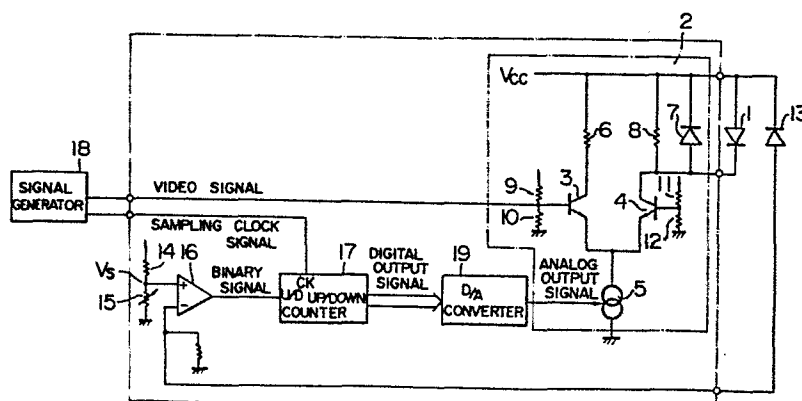 2
Vcc
6
8
7
1
13
18
SIGNAL
GENERATOR
VIDEO SIGNAL
9
10
3
4
11
12
SAMPLING CLOCK
SIGNAL
14
16
Vs
15
+
−
BINARY
SIGNAL
17
CK
U/D UP/DOWN
COUNTER
DIGITAL
OUTPUT
SIGNAL
19
D/A
CONVERTER
ANALOG
OUTPUT
SIGNAL
5